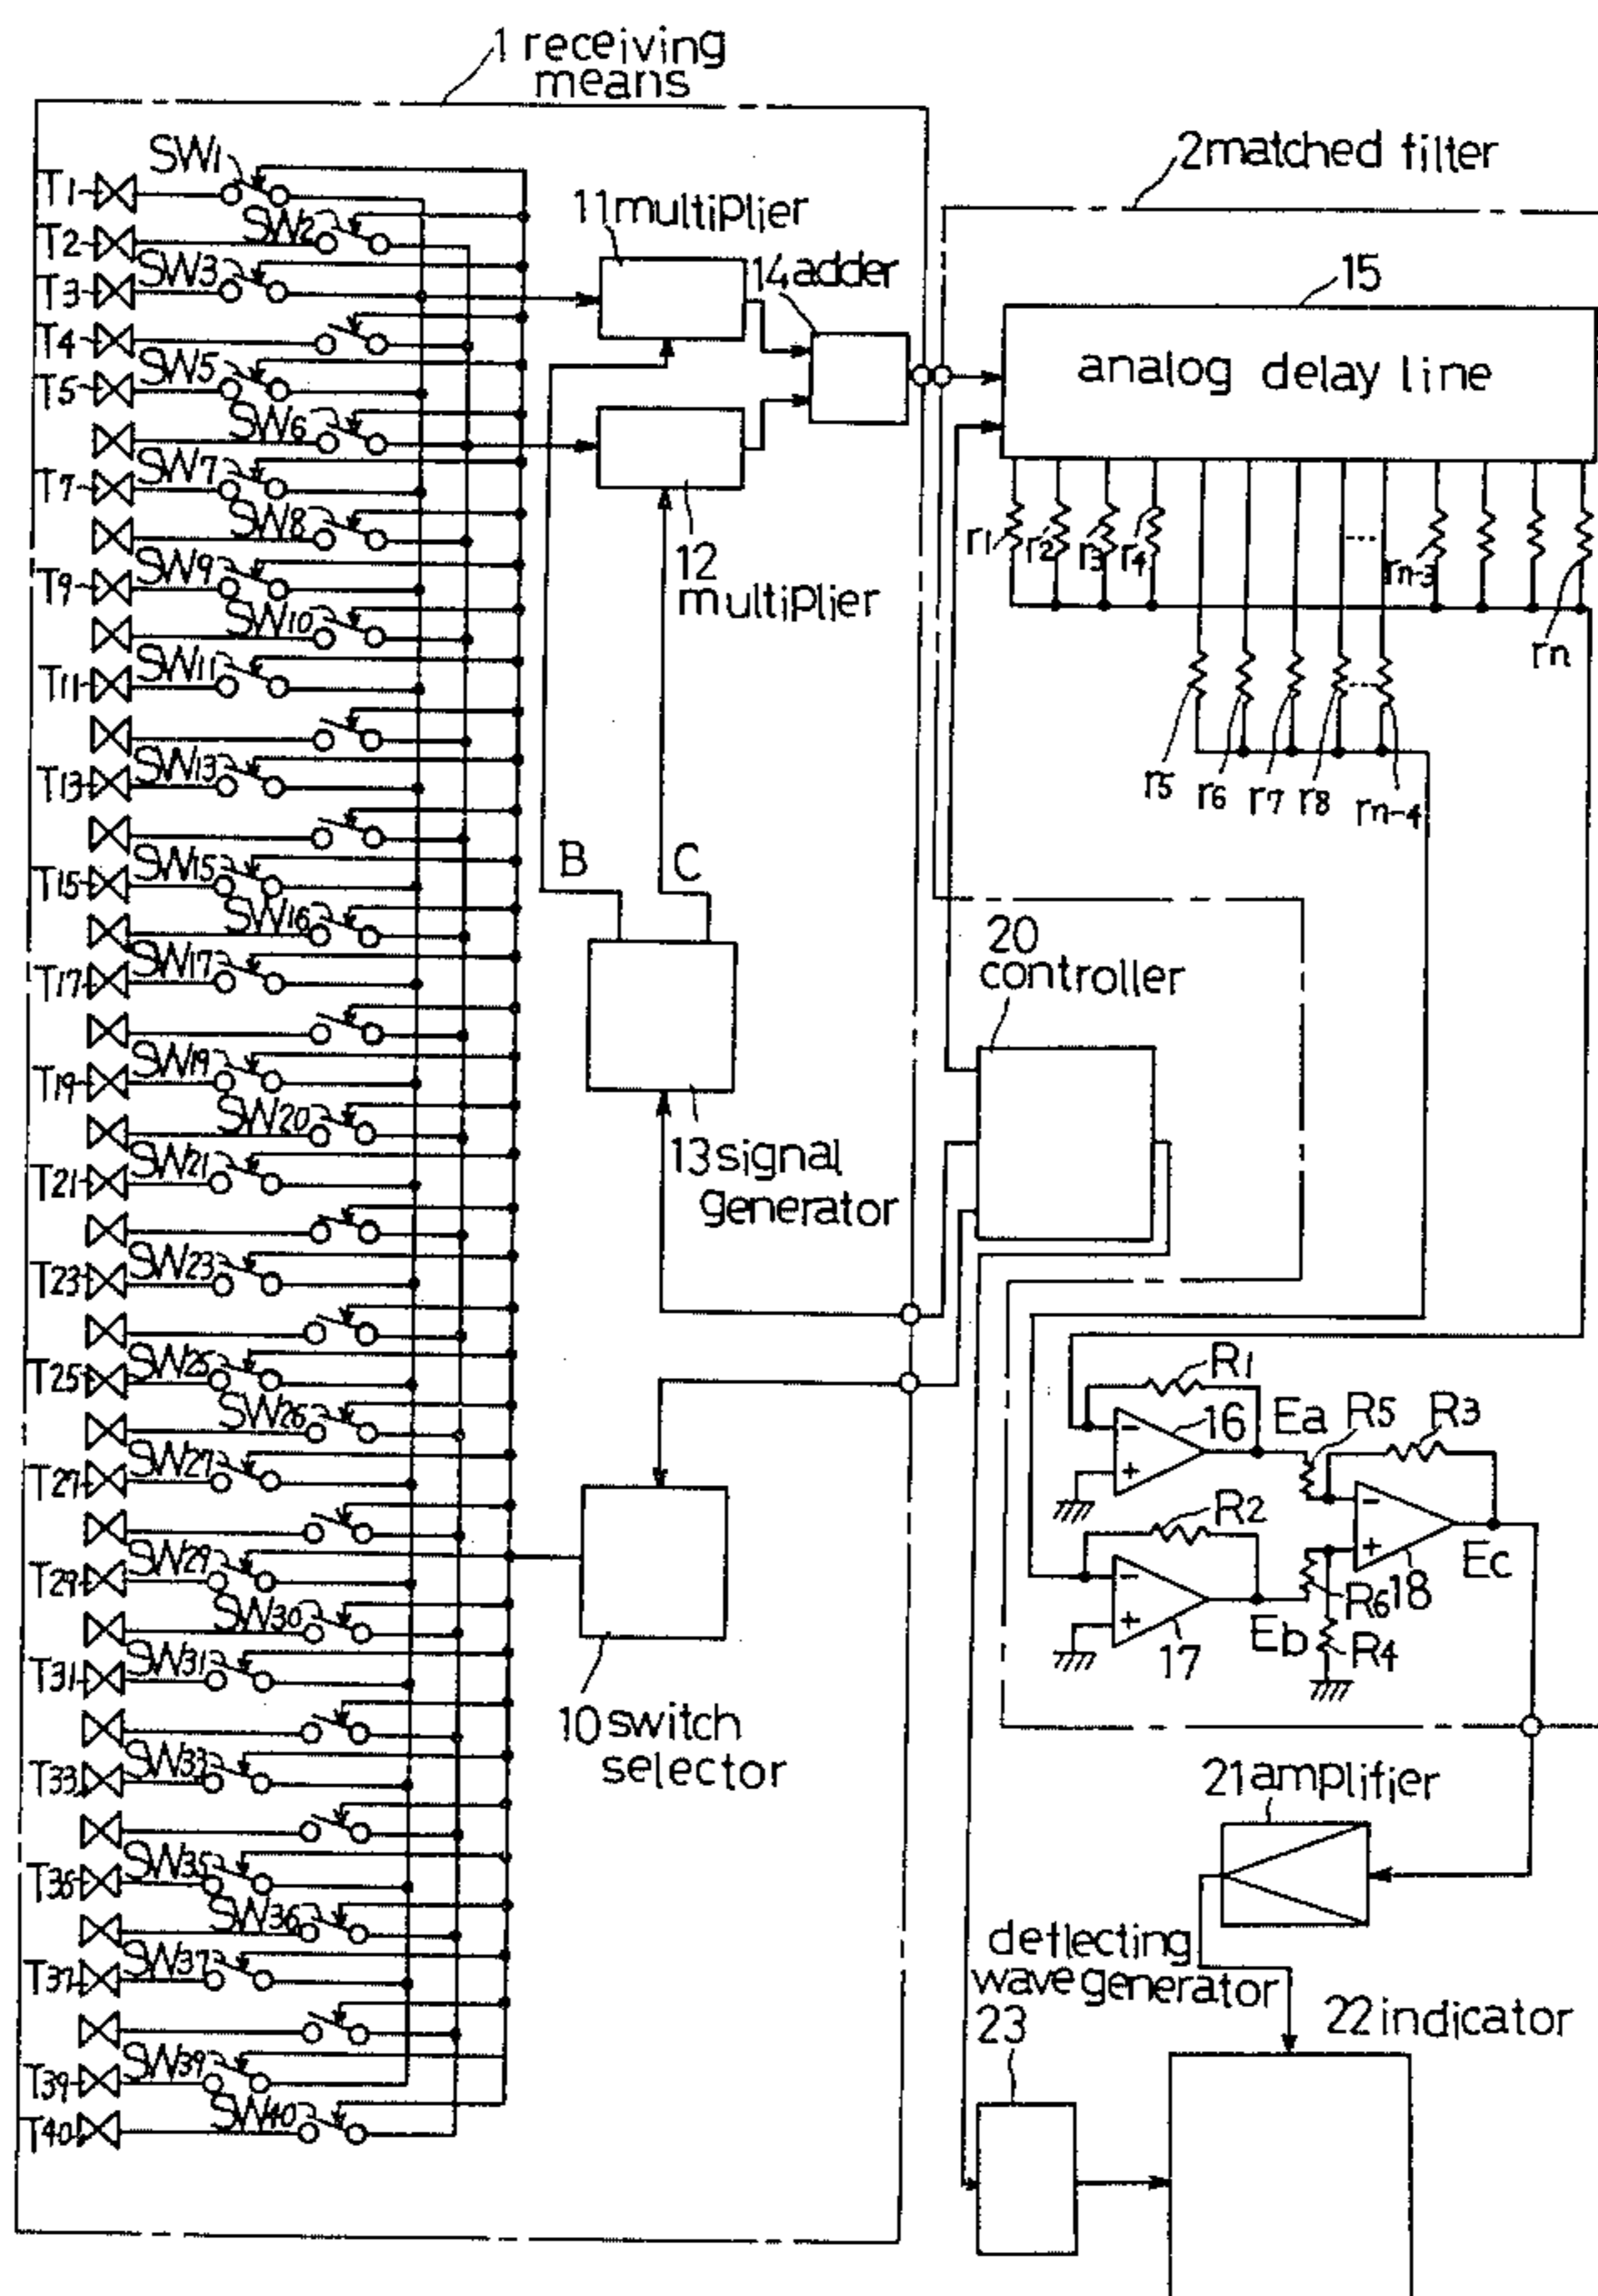 1 receiving
means
2 matched filter
T1
SW1
T2
SW2
T3
SW3
T4
T5
SW5
SW6
T7
SW7
SW8
T9
SW9
SW10
T11
SW11
T13
SW13
T15
SW15
SW16
T17
SW17
T19
SW19
SW20
T21
SW21
T23
SW23
T25
SW25
SW26
T27
SW27
T29
SW29
SW30
T31
SW31
T33
SW33
T35
SW35
SW36
T37
SW37
T39
SW39
T40
SW40
11 multiplier
14 adder
12
multiplier
B
C
13 signal
generator
10 switch
selector
15
analog delay line
r1
r2
r3
r4
rn-3
rn
r5
r6
r7
r8
rn-4
20
controller
R1
16
Ea
R5
R3
R2
17
Eb
R6
R4
18
Ec
21 amplifier
deflecting
wave generator
23
22 indicator